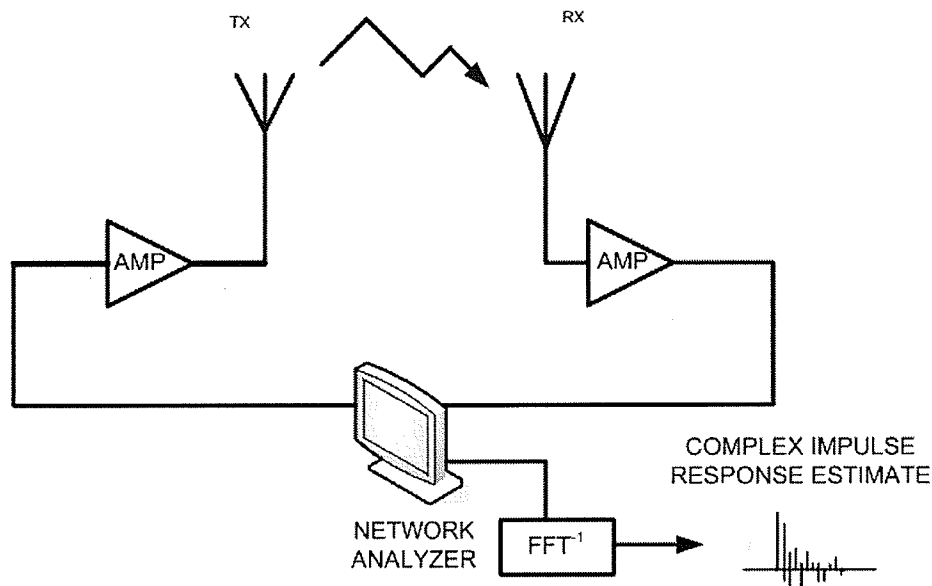 TX
RX
AMP
AMP
COMPLEX IMPULSE
RESPONSE ESTIMATE
NETWORK
ANALYZER
FFT⁻¹